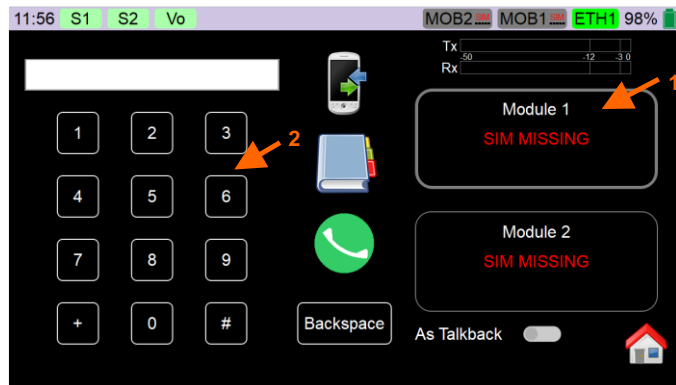 11:56 S1 S2 Vo MOB2 SIM MOB1 SIM ETH1 98%
Tx
-50 -12 -3 0
Rx
1
Module 1
SIM MISSING
1 2 3
2
4 5 6
Module 2
SIM MISSING
7 8 9
+ 0 # Backspace
As Talkback